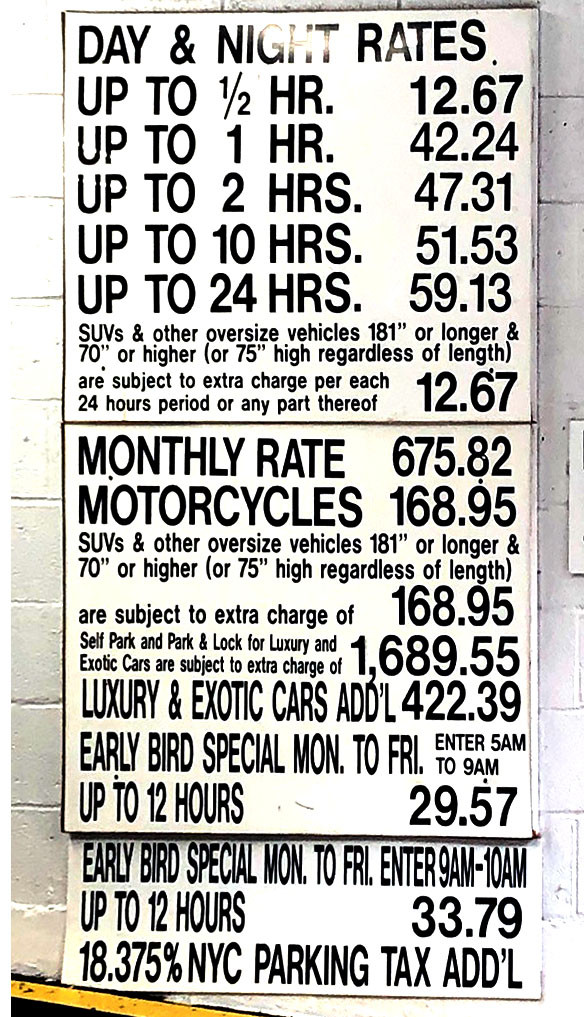 DAY & NIGHT RATES
UP TO ½ HR. 12.67
UP TO 1 HR. 42.24
UP TO 2 HRS. 47.31
UP TO 10 HRS. 51.53
UP TO 24 HRS. 59.13
SUVs & other oversize vehicles 181" or longer &
70" or higher (or 75" high regardless of length)
are subject to extra charge per each
24 hours period or any part thereof 12.67
MONTHLY RATE 675.82
MOTORCYCLES 168.95
SUVs & other oversize vehicles 181" or longer &
70" or higher (or 75" high regardless of length)
are subject to extra charge of 168.95
Self Park and Park & Lock for Luxury and
Exotic Cars are subject to extra charge of 1,689.55
LUXURY & EXOTIC CARS ADD'L 422.39
EARLY BIRD SPECIAL MON. TO FRI. ENTER 5AM
TO 9AM
UP TO 12 HOURS 29.57
EARLY BIRD SPECIAL MON. TO FRI. ENTER 9AM-10AM
UP TO 12 HOURS 33.79
18.375% NYC PARKING TAX ADD'L